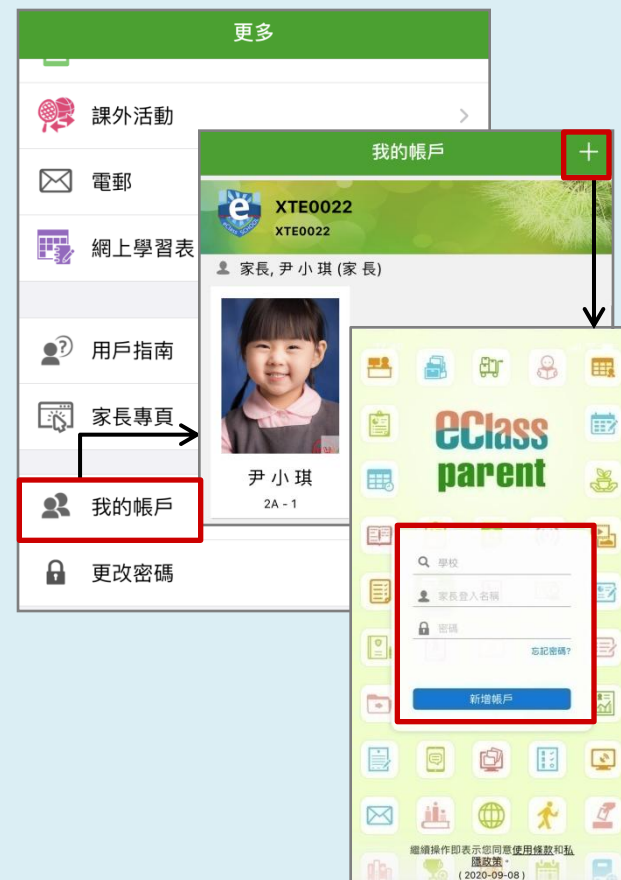 更多
課外活動
電郵
網上學習表
用戶指南
家長專頁
我的帳戶
更改密碼
我的帳戶
XTE0022
XTE0022
家長, 尹 小 琪 (家 長)
尹 小 琪
2A - 1
eClass
parent
學校
家長登入名稱
密碼
忘記密碼?
新增帳戶
繼續操作即表示您同意使用條款和私
隱政策。
( 2020-09-08 )